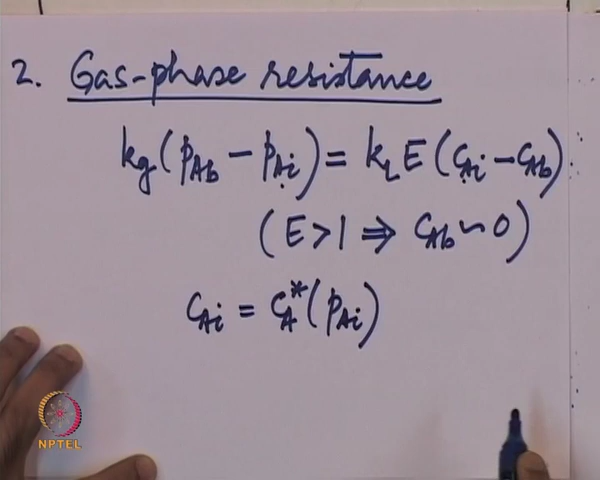 2. Gas-phase resistance
kg(pAb - pAi) = kL E (cAi - cAb)
(E > 1 ⇒ cAb ~ 0)
cAi = cA*(pAi)
NPTEL